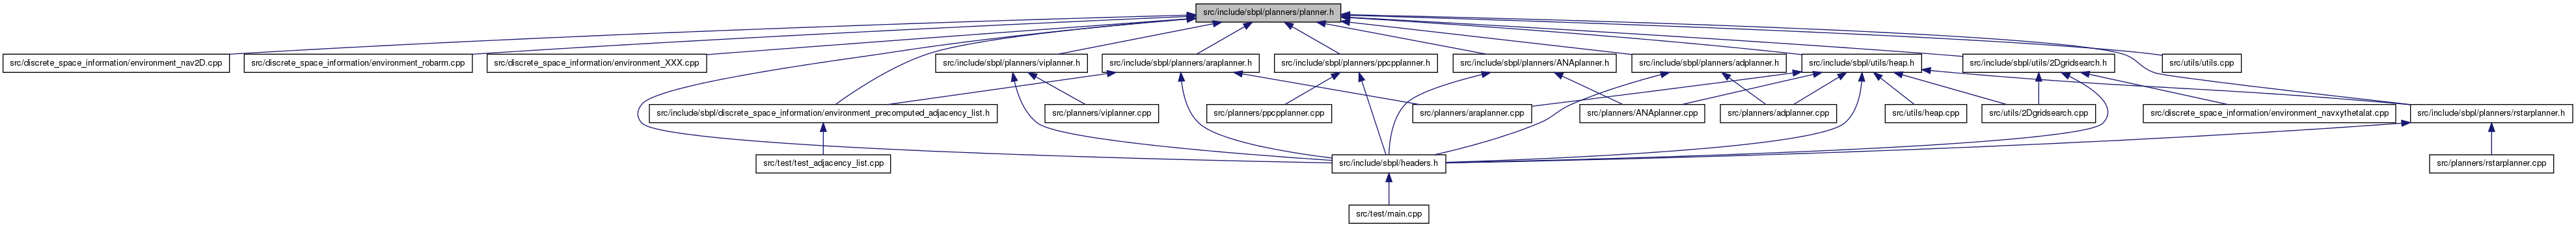 src/include/sbpl/planners/planner.h
src/discrete_space_information/environment_nav2D.cpp
src/discrete_space_information/environment_robarm.cpp
src/discrete_space_information/environment_XXX.cpp
src/include/sbpl/planners/viplanner.h
src/include/sbpl/planners/araplanner.h
src/include/sbpl/planners/ppcpplanner.h
src/include/sbpl/planners/ANAplanner.h
src/include/sbpl/planners/adplanner.h
src/include/sbpl/utils/heap.h
src/include/sbpl/utils/2Dgridsearch.h
src/utils/utils.cpp
src/include/sbpl/discrete_space_information/environment_precomputed_adjacency_list.h
src/planners/viplanner.cpp
src/planners/ppcpplanner.cpp
src/planners/araplanner.cpp
src/planners/ANAplanner.cpp
src/planners/adplanner.cpp
src/utils/heap.cpp
src/utils/2Dgridsearch.cpp
src/discrete_space_information/environment_navxythetalat.cpp
src/include/sbpl/planners/rstarplanner.h
src/test/test_adjacency_list.cpp
src/include/sbpl/headers.h
src/planners/rstarplanner.cpp
src/test/main.cpp